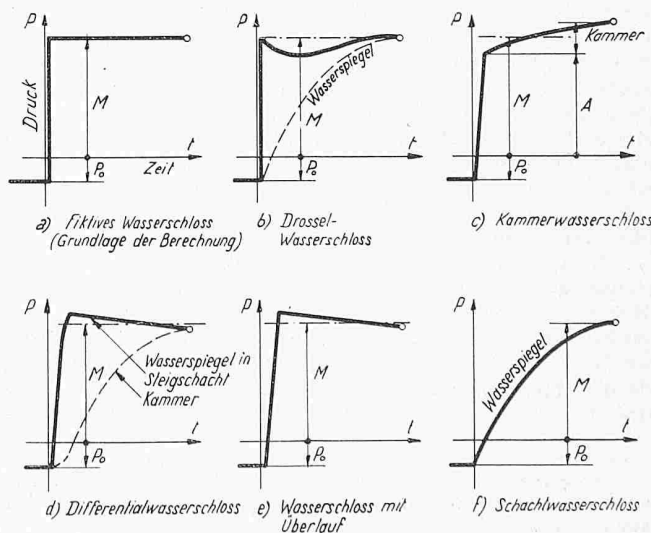 p
Druck
M
t
P₀
Zeit
a) Fiktives Wasserschloss
(Grundlage der Berechnung)
p
Wasserspiegel
M
t
P₀
b) Drossel-
Wasserschloss
p
Kammer
M
A
t
P₀
c) Kammerwasserschloss
p
Wasserspiegel in
Steigschacht
M
Kammer
t
P₀
d) Differentialwasserschloss
p
M
t
P₀
e) Wasserschloss mit
Überlauf
p
Wasserspiegel
M
t
P₀
f) Schachtwasserschloss